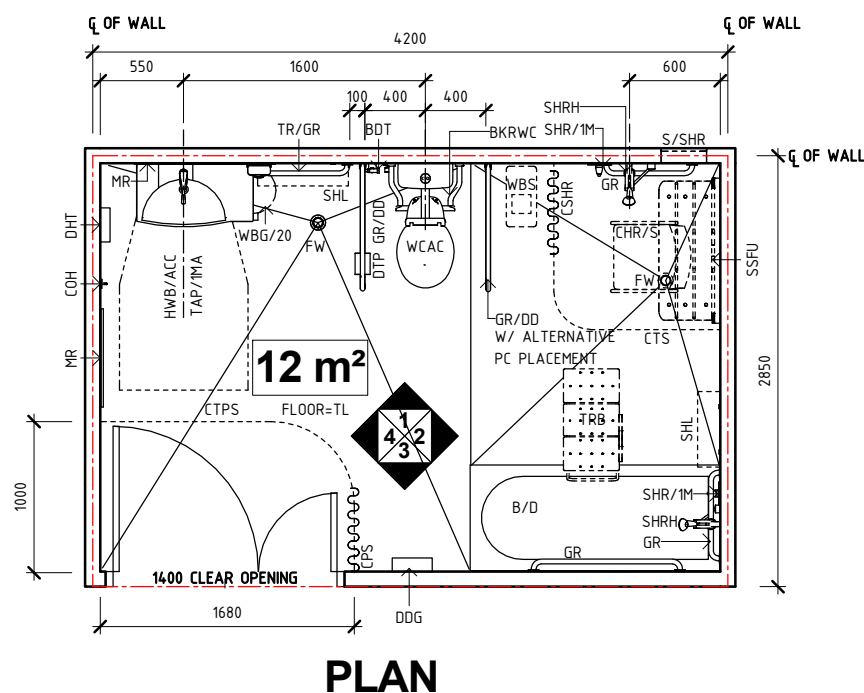 ℄ OF WALL
℄ OF WALL
4200
550
1600
600
100
400
400
SHRH
TR/GR
BDT
BKRWC
SHR/1M
S/SHR
℄ OF WALL
MR
GR
SHL
WBS
CSHR
DHT
WBG/20
FW
GR/DD
WCAC
CHR/S
SSFU
DTP
COH
HWB/ACC
TAP/1MA
FW
GR/DD
W/ ALTERNATIVE
PC PLACEMENT
CTS
MR
12 m²
2850
CTPS
FLOOR=TL
1
4
2
3
TRB
SHL
1000
B/D
SHR/1M
SHRH
GR
CPS
GR
1400 CLEAR OPENING
1680
DDG
PLAN